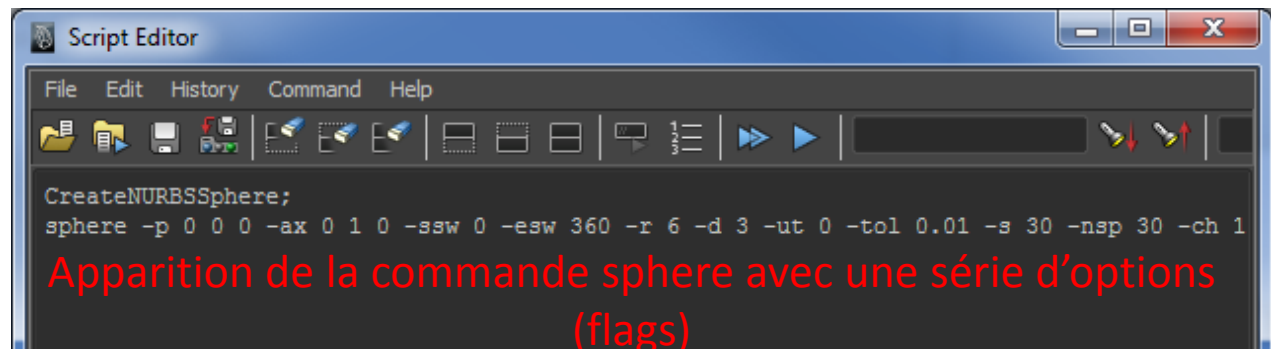 Script Editor
File Edit History Command Help
CreateNURBSSphere;
sphere -p 0 0 0 -ax 0 1 0 -ssw 0 -esw 360 -r 6 -d 3 -ut 0 -tol 0.01 -s 30 -nsp 30 -ch 1
Apparition de la commande sphere avec une série d’options
(flags)